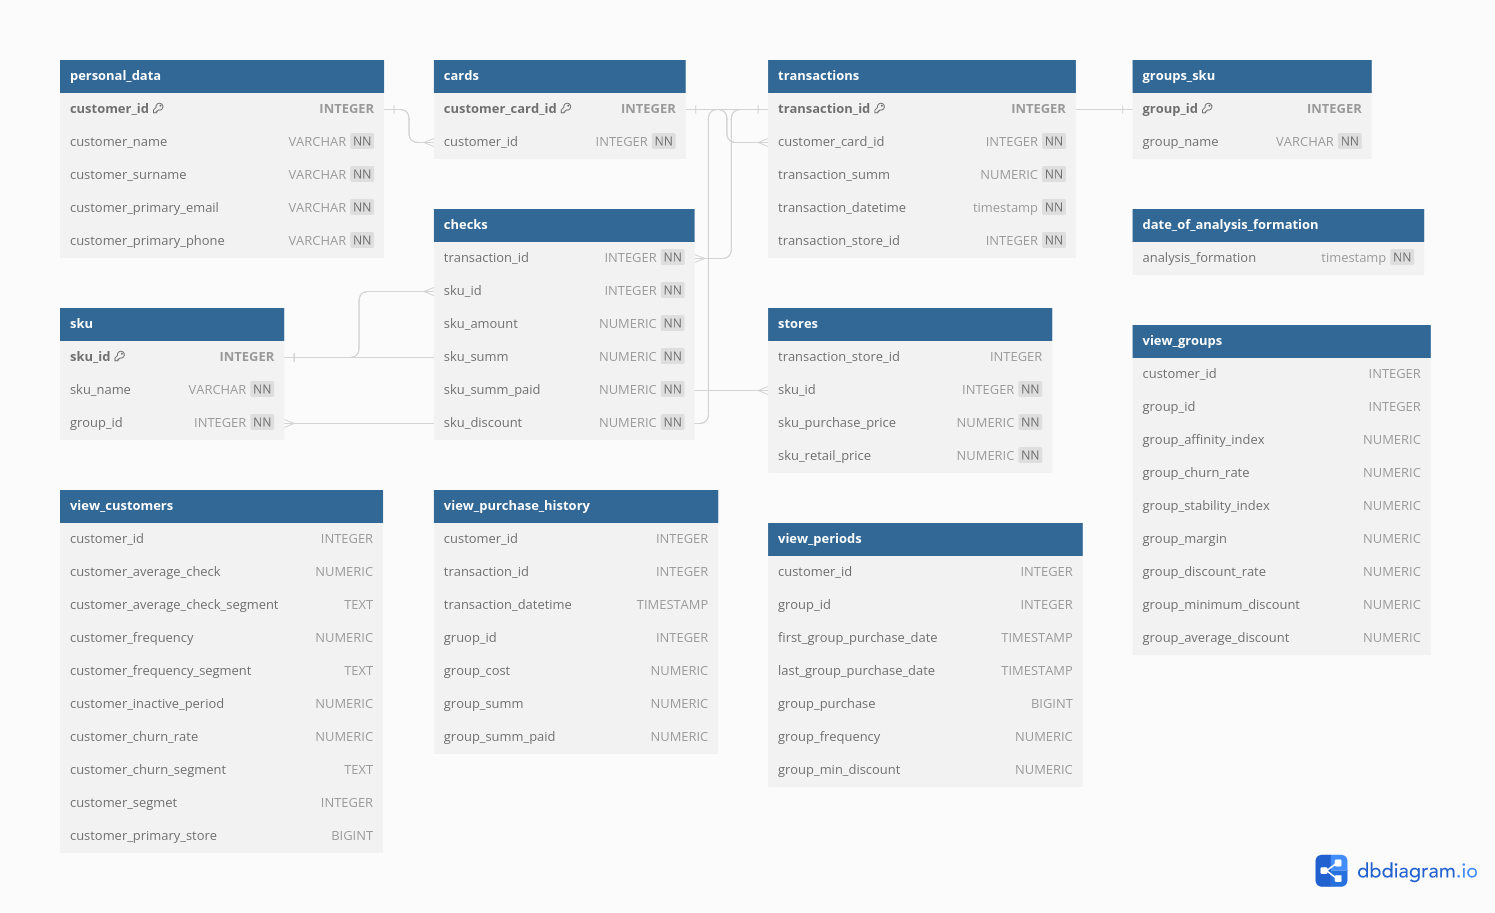 personal_data
customer_id INTEGER
customer_name VARCHAR NN
customer_surname VARCHAR NN
customer_primary_email VARCHAR NN
customer_primary_phone VARCHAR NN
cards
customer_card_id INTEGER
customer_id INTEGER NN
transactions
transaction_id INTEGER
customer_card_id INTEGER NN
transaction_summ NUMERIC NN
transaction_datetime timestamp NN
transaction_store_id INTEGER NN
groups_sku
group_id INTEGER
group_name VARCHAR NN
checks
transaction_id INTEGER NN
sku_id INTEGER NN
sku_amount NUMERIC NN
sku_summ NUMERIC NN
sku_summ_paid NUMERIC NN
sku_discount NUMERIC NN
date_of_analysis_formation
analysis_formation timestamp NN
sku
sku_id INTEGER
sku_name VARCHAR NN
group_id INTEGER NN
stores
transaction_store_id INTEGER
sku_id INTEGER NN
sku_purchase_price NUMERIC NN
sku_retail_price NUMERIC NN
view_groups
customer_id INTEGER
group_id INTEGER
group_affinity_index NUMERIC
group_churn_rate NUMERIC
group_stability_index NUMERIC
group_margin NUMERIC
group_discount_rate NUMERIC
group_minimum_discount NUMERIC
group_average_discount NUMERIC
view_customers
customer_id INTEGER
customer_average_check NUMERIC
customer_average_check_segment TEXT
customer_frequency NUMERIC
customer_frequency_segment TEXT
customer_inactive_period NUMERIC
customer_churn_rate NUMERIC
customer_churn_segment TEXT
customer_segmet INTEGER
customer_primary_store BIGINT
view_purchase_history
customer_id INTEGER
transaction_id INTEGER
transaction_datetime TIMESTAMP
gruop_id INTEGER
group_cost NUMERIC
group_summ NUMERIC
group_summ_paid NUMERIC
view_periods
customer_id INTEGER
group_id INTEGER
first_group_purchase_date TIMESTAMP
last_group_purchase_date TIMESTAMP
group_purchase BIGINT
group_frequency NUMERIC
group_min_discount NUMERIC
dbdiagram.io